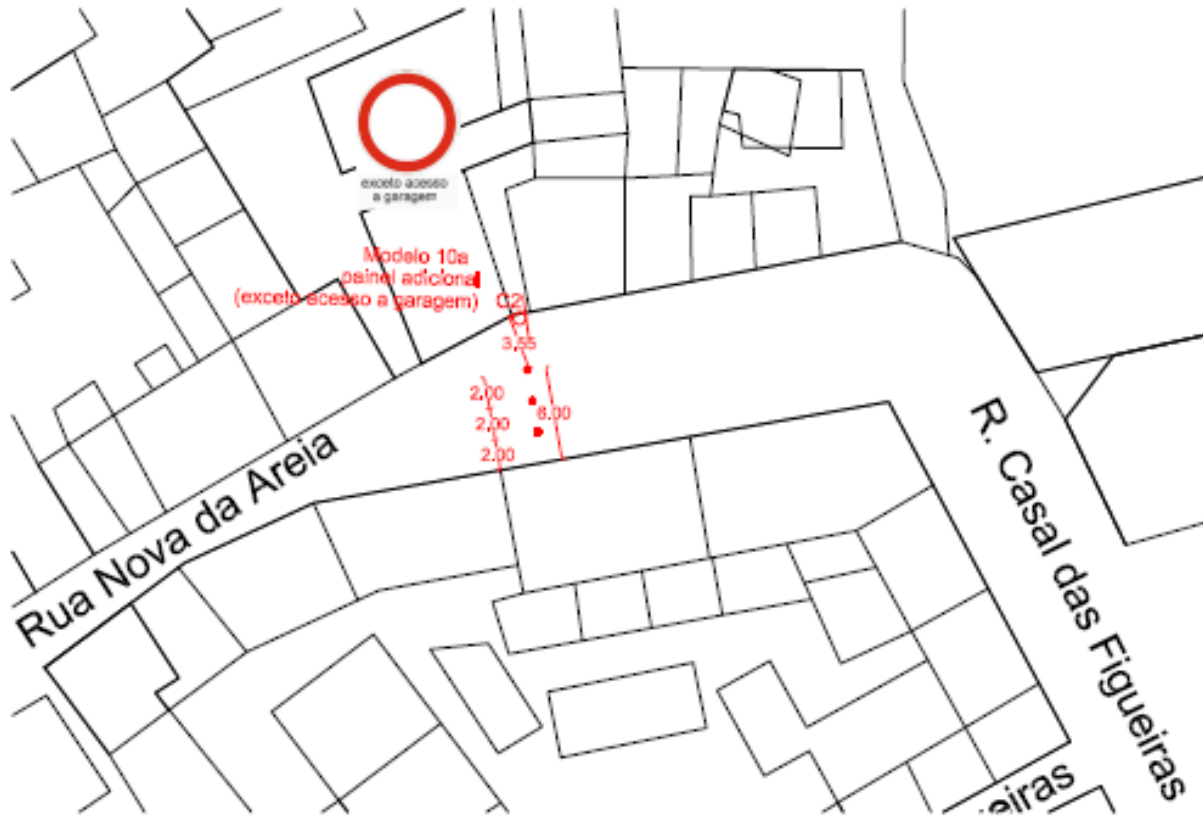 exceto acesso
a garagem
Modelo 10a
painel adicional
(exceto acesso a garagem)
C2
3,55
2.00
6.00
2.00
2.00
Rua Nova da Areia
R. Casal das Figueiras
eiras